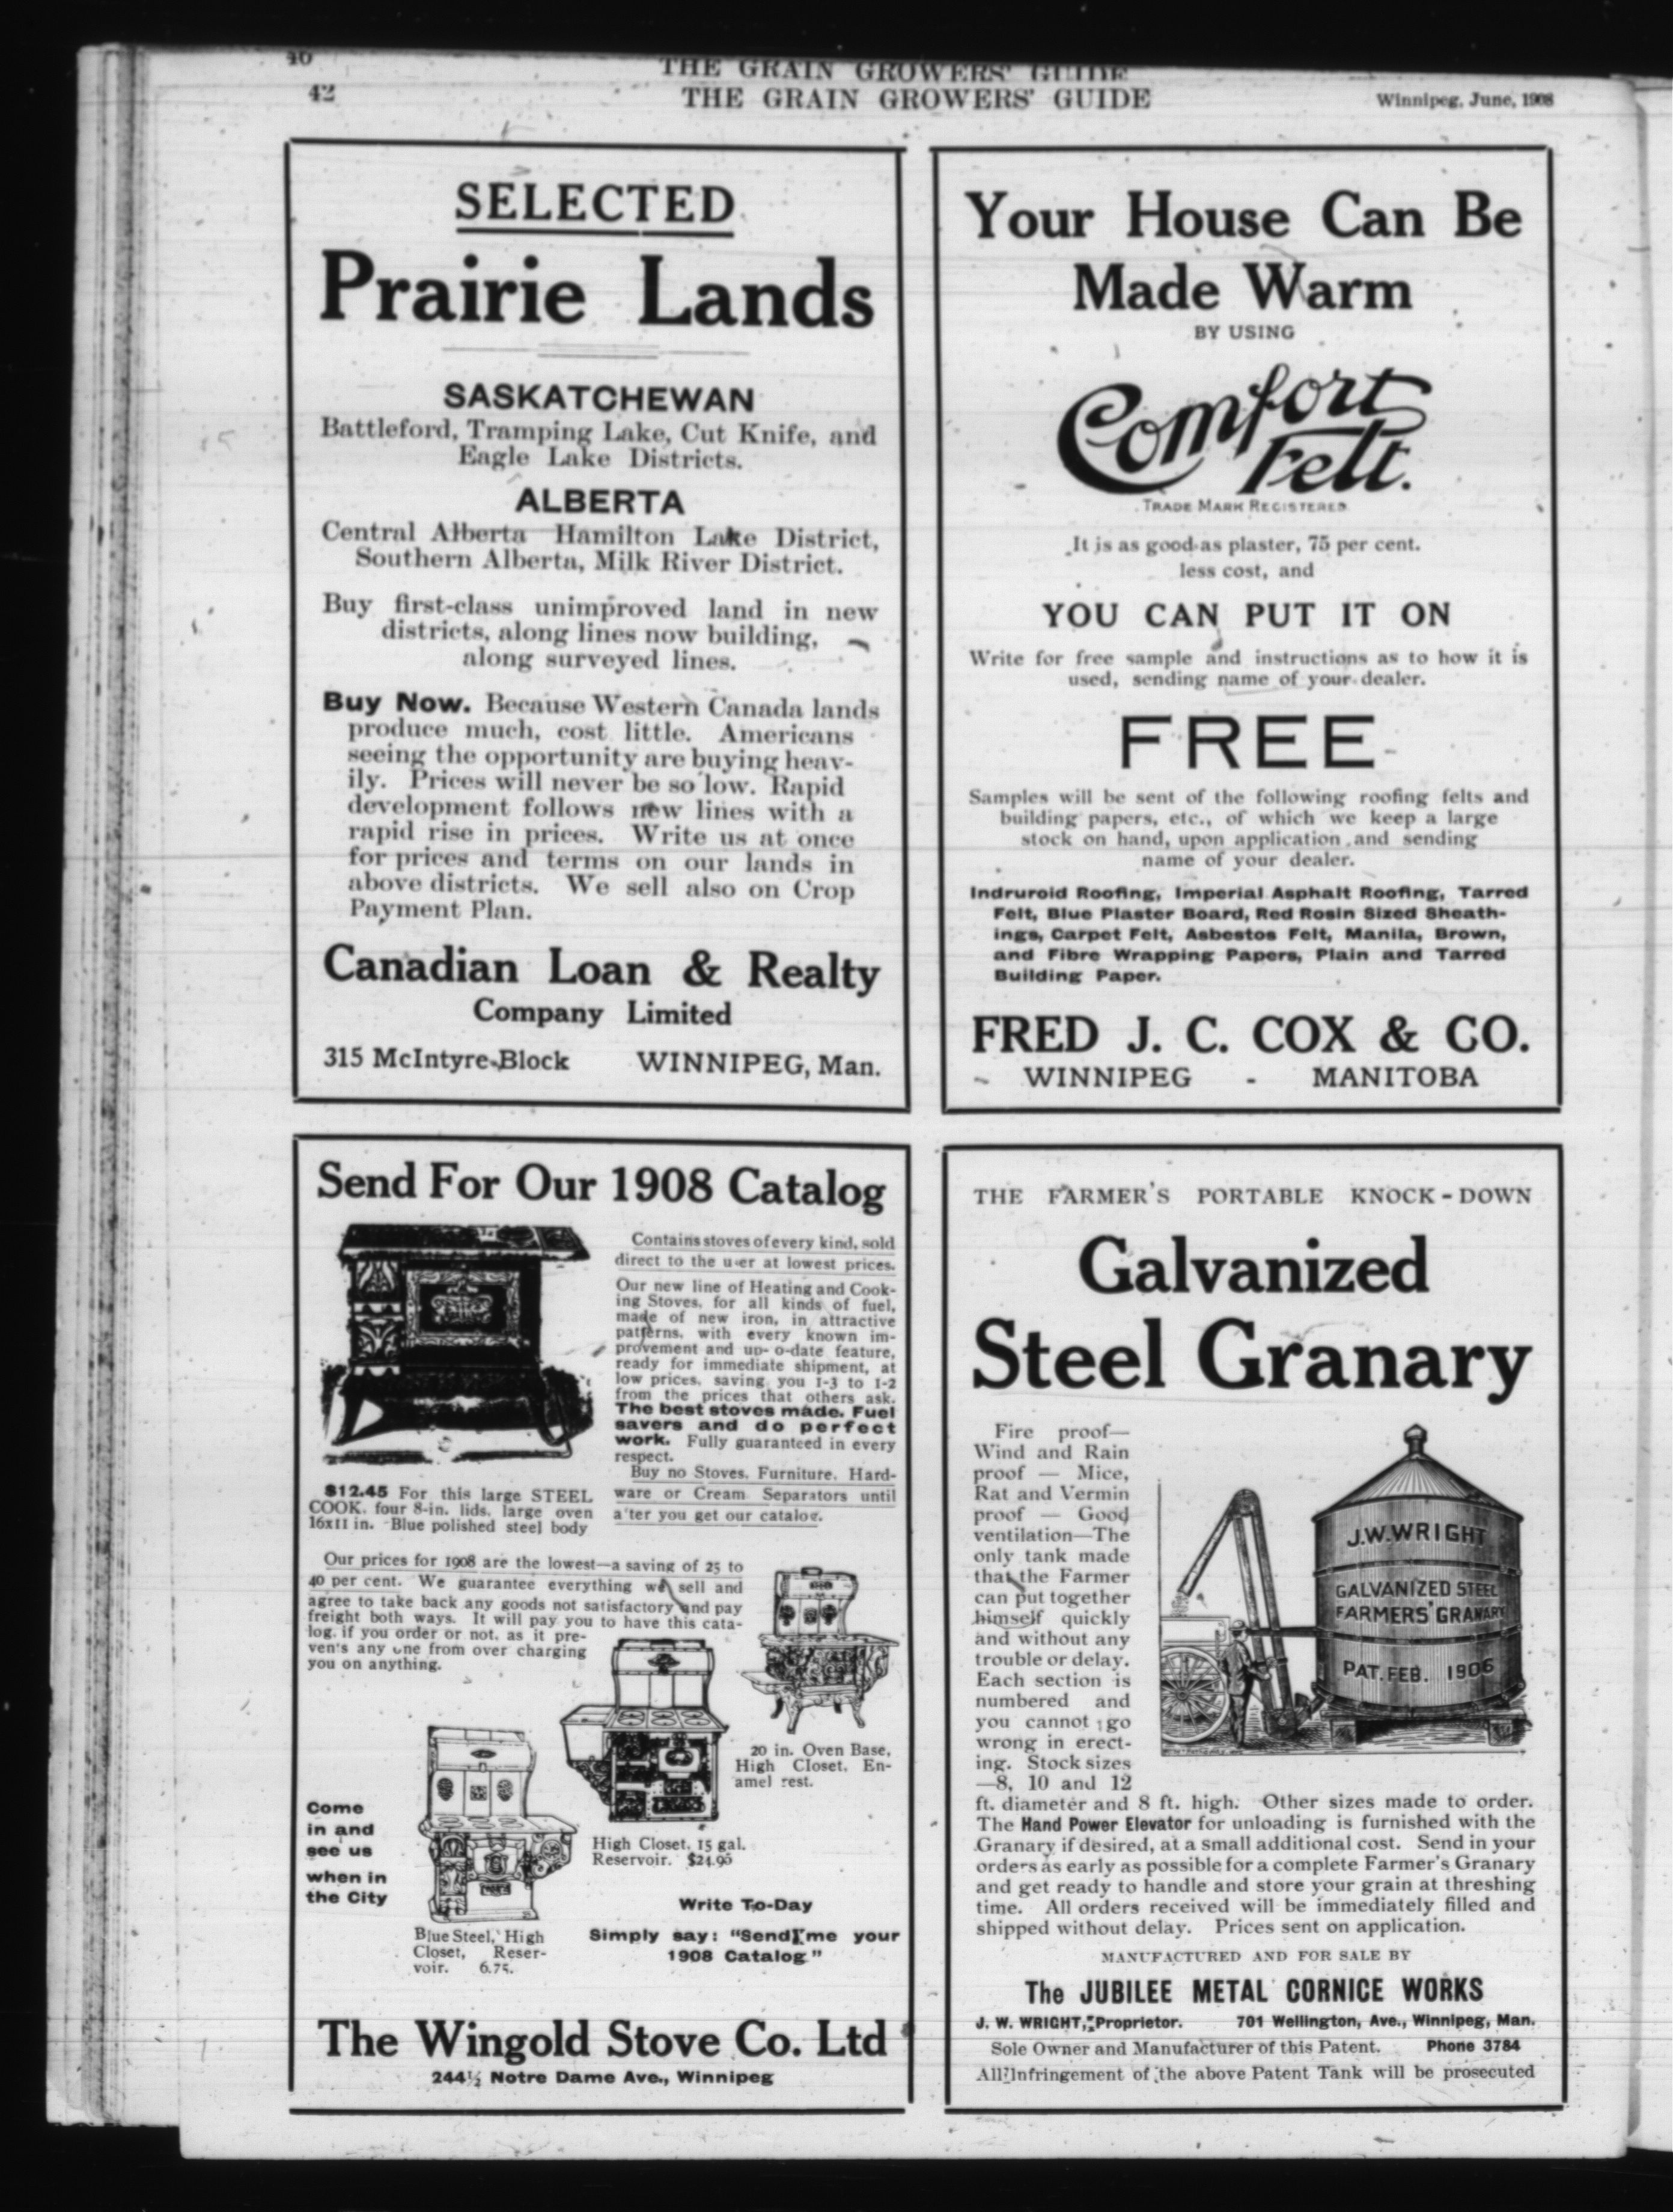 40
THE GRAIN GROWERS' GUIDE
42
THE GRAIN GROWERS' GUIDE
Winnipeg, June, 1908
SELECTED
Prairie Lands
SASKATCHEWAN
Battleford, Tramping Lake, Cut Knife, and
Eagle Lake Districts.
ALBERTA
Central Alberta Hamilton Lake District,
Southern Alberta, Milk River District.
Buy first-class unimproved land in new
districts, along lines now building,
along surveyed lines.
Buy Now. Because Western Canada lands
produce much, cost little. Americans
seeing the opportunity are buying heav-
ily. Prices will never be so low. Rapid
development follows new lines with a
rapid rise in prices. Write us at once
for prices and terms on our lands in
above districts. We sell also on Crop
Payment Plan.
Canadian Loan & Realty
Company Limited
315 McIntyre Block WINNIPEG, Man.
Your House Can Be
Made Warm
BY USING
Comfort
Felt.
TRADE MARK REGISTERED
It is as good as plaster, 75 per cent.
less cost, and
YOU CAN PUT IT ON
Write for free sample and instructions as to how it is
used, sending name of your dealer.
FREE
Samples will be sent of the following roofing felts and
building papers, etc., of which we keep a large
stock on hand, upon application and sending
name of your dealer.
Indruroid Roofing, Imperial Asphalt Roofing, Tarred
Felt, Blue Plaster Board, Red Rosin Sized Sheath-
ings, Carpet Felt, Asbestos Felt, Manila, Brown,
and Fibre Wrapping Papers, Plain and Tarred
Building Paper.
FRED J. C. COX & CO.
WINNIPEG - MANITOBA
Send For Our 1908 Catalog
Contains stoves of every kind, sold
direct to the u er at lowest prices.
Our new line of Heating and Cook-
ing Stoves, for all kinds of fuel,
made of new iron, in attractive
patterns, with every known im-
provement and up- o-date feature,
ready for immediate shipment, at
low prices, saving you 1-3 to 1-2
from the prices that others ask.
The best stoves made. Fuel
savers and do perfect
work. Fully guaranteed in every
respect.
Buy no Stoves, Furniture, Hard-
ware or Cream Separators until
a'ter you get our catalog.
$12.45 For this large STEEL
COOK, four 8-in. lids, large oven
16x11 in. Blue polished steel body
Our prices for 1908 are the lowest—a saving of 25 to
40 per cent. We guarantee everything we sell and
agree to take back any goods not satisfactory and pay
freight both ways. It will pay you to have this cata-
log, if you order or not, as it pre-
ven's any one from over charging
you on anything.
20 in. Oven Base,
High Closet, En-
amel rest.
High Closet, 15 gal.
Reservoir. $24.95
Come
in and
see us
when in
the City
Blue Steel, High
Closet, Reser-
voir. 6.75.
Write To-Day
Simply say: "Send me your
1908 Catalog"
The Wingold Stove Co. Ltd
244½ Notre Dame Ave., Winnipeg
THE FARMER'S PORTABLE KNOCK-DOWN
Galvanized
Steel Granary
Fire proof—
Wind and Rain
proof — Mice,
Rat and Vermin
proof — Good
ventilation—The
only tank made
that the Farmer
can put together
himself quickly
and without any
trouble or delay.
Each section is
numbered and
you cannot go
wrong in erect-
ing. Stock sizes
—8, 10 and 12
ft. diameter and 8 ft. high. Other sizes made to order.
The Hand Power Elevator for unloading is furnished with the
Granary if desired, at a small additional cost. Send in your
orders as early as possible for a complete Farmer's Granary
and get ready to handle and store your grain at threshing
time. All orders received will be immediately filled and
shipped without delay. Prices sent on application.
J.W.WRIGHT
GALVANIZED STEEL
FARMERS' GRANARY
PAT. FEB. 1906
MANUFACTURED AND FOR SALE BY
The JUBILEE METAL CORNICE WORKS
J. W. WRIGHT, Proprietor. 701 Wellington, Ave., Winnipeg, Man.
Sole Owner and Manufacturer of this Patent. Phone 3784
All Infringement of the above Patent Tank will be prosecuted